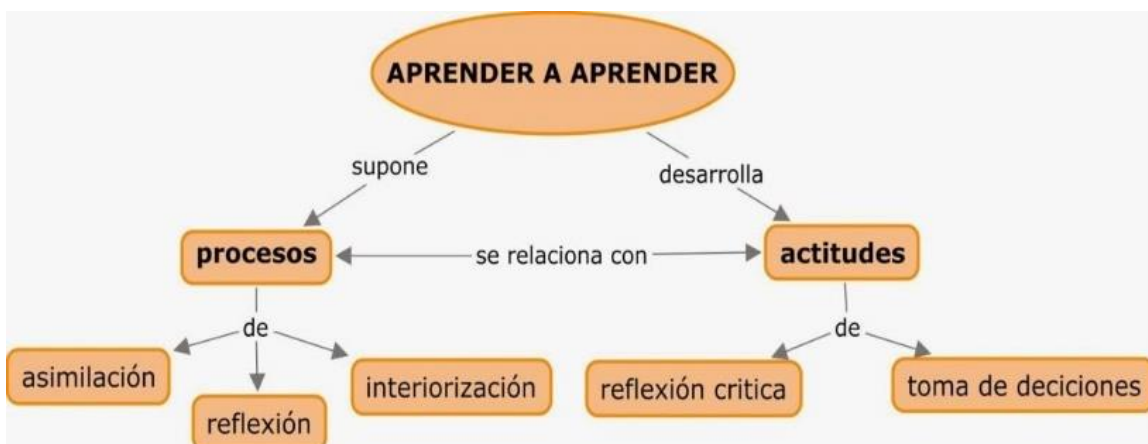 APRENDER A APRENDER
supone
desarrolla
procesos
se relaciona con
actitudes
de
de
asimilación
reflexión
interiorización
reflexión critica
toma de deciciones